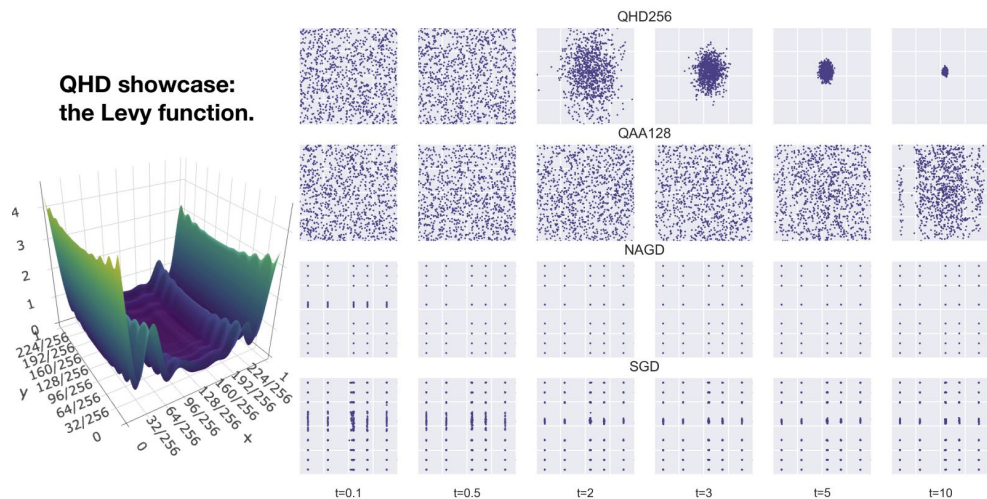 QHD showcase:
the Levy function.
4
3
2
1
0
1
224/256
192/256
160/256
128/256
96/256
64/256
32/256
0
y
0
32/256
64/256
96/256
128/256
160/256
192/256
224/256
1
x
QHD256
QAA128
NAGD
SGD
t=0.1
t=0.5
t=2
t=3
t=5
t=10